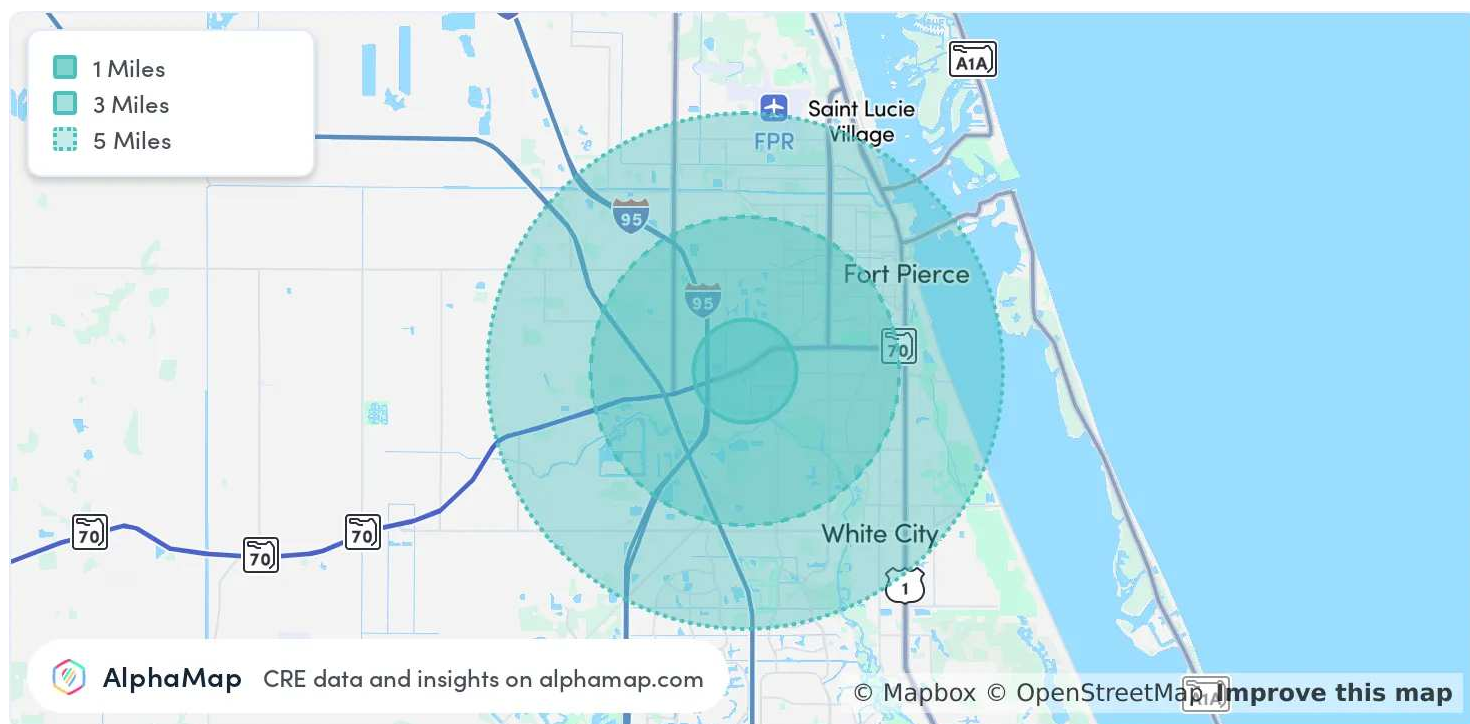 1 Miles
3 Miles
5 Miles
A1A
Saint Lucie
Village
FPR
95
95
Fort Pierce
70
70
70
70
White City
1
AlphaMap CRE data and insights on alphamap.com
A1A
© Mapbox © OpenStreetMap Improve this map